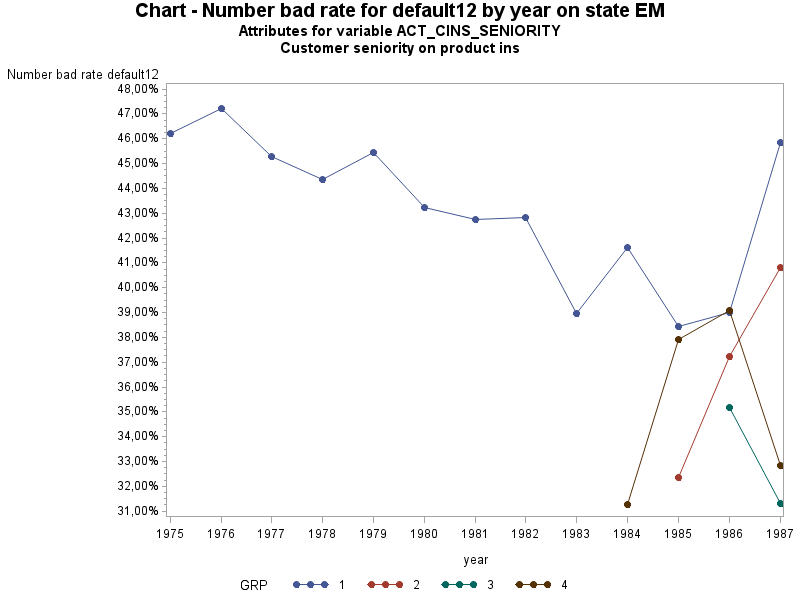 Chart - Number bad rate for default12 by year on state EM
Attributes for variable ACT_CINS_SENIORITY
Customer seniority on product ins
Number bad rate default12
48,00%
47,00%
46,00%
45,00%
44,00%
43,00%
42,00%
41,00%
40,00%
39,00%
38,00%
37,00%
36,00%
35,00%
34,00%
33,00%
32,00%
31,00%
1975 1976 1977 1978 1979 1980 1981 1982 1983 1984 1985 1986 1987
year
GRP 1 2 3 4